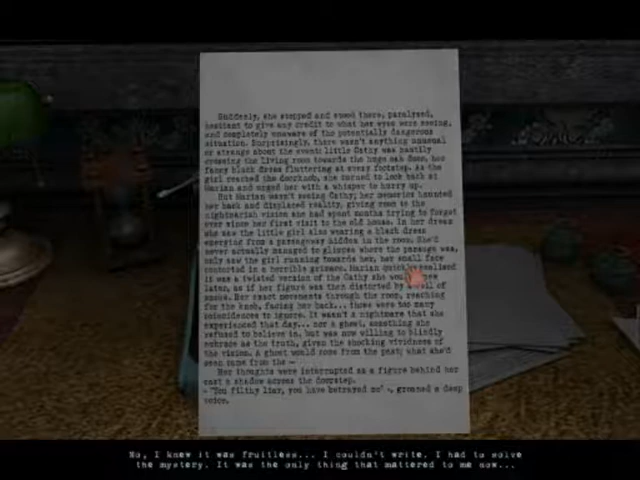 Suddenly, she stopped and stood there, paralysed,
hesitant to give any credit to what her eyes were seeing,
and completely unaware of the potentially dangerous
situation. Surprisingly, there wasn't anything unusual
or strange about the event: little Cathy was hastily
crossing the living room towards the huge oak door, her
fanny black dress fluttering at every footstep. As the
girl reached the doorknob, she turned to look back at
Marian and urged her with a whisper to hurry up.
But Marian wasn't seeing Cathy; her memories haunted
her back and displaced reality, giving room to the
nightmarish vision she had spent months trying to forget
ever since her first visit to the old house. In her dream
she saw the little girl also wearing a black dress
emerging from a passageway hidden in the room. She'd
never actually managed to glimpse where the passage was,
only saw the girl running towards her, her small face
contorted in a horrible grimace. Marian quickly realised
it was a twisted version of the Cathy she would
later, as if her figure was then distorted by a veil of
Her exact movements through the room, reaching
for the knob, facing her back... those were too many
coincidences to ignore. It wasn't a nightmare that she
experienced that day... nor a ghost, something she
refused to believe in, but was now willing to blindly
embrace as the truth, given the shocking vividness of
the vision. A ghost would come from the past; what she'd
seen came from the —
Her thoughts were interrupted as a figure behind her
cast a shadow across the doorstep.
- "You filthy liar, you have betrayed me" -, groaned a deep
voice.
No, I knew it was fruitless... I couldn't write. I had to solve
the mystery. It was the only thing that mattered to me now...